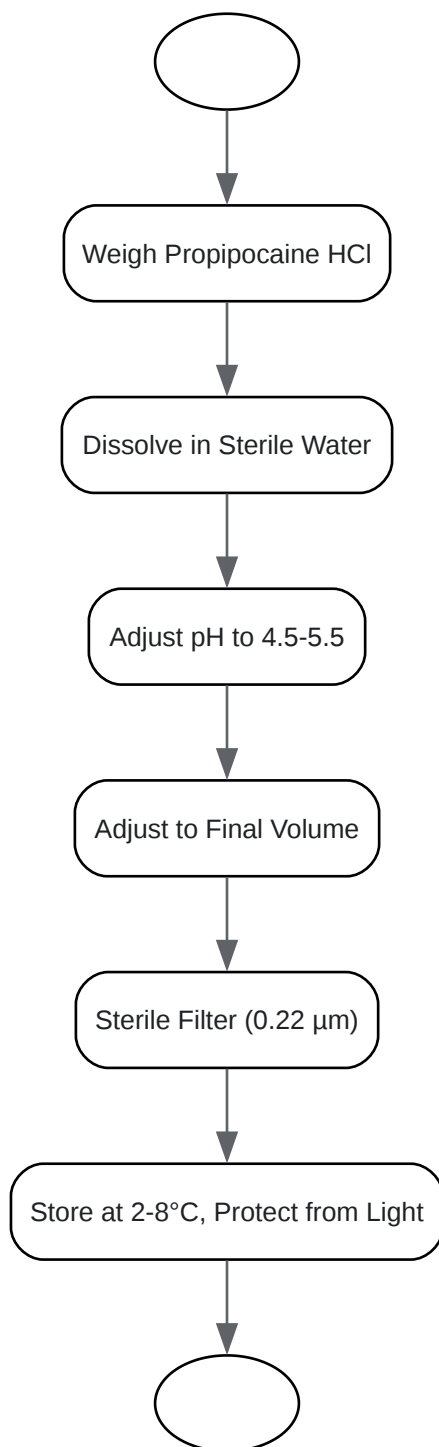 Weigh Propipocaine HCl
Dissolve in Sterile Water
Adjust pH to 4.5-5.5
Adjust to Final Volume
Sterile Filter (0.22 µm)
Store at 2-8°C, Protect from Light